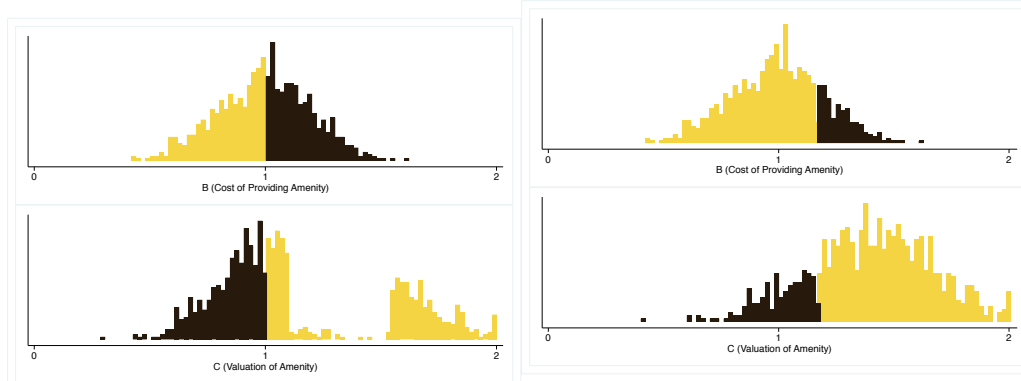 0 1 2
B (Cost of Providing Amenity)
0 1 2
C (Valuation of Amenity)
0 1 2
B (Cost of Providing Amenity)
0 1 2
C (Valuation of Amenity)